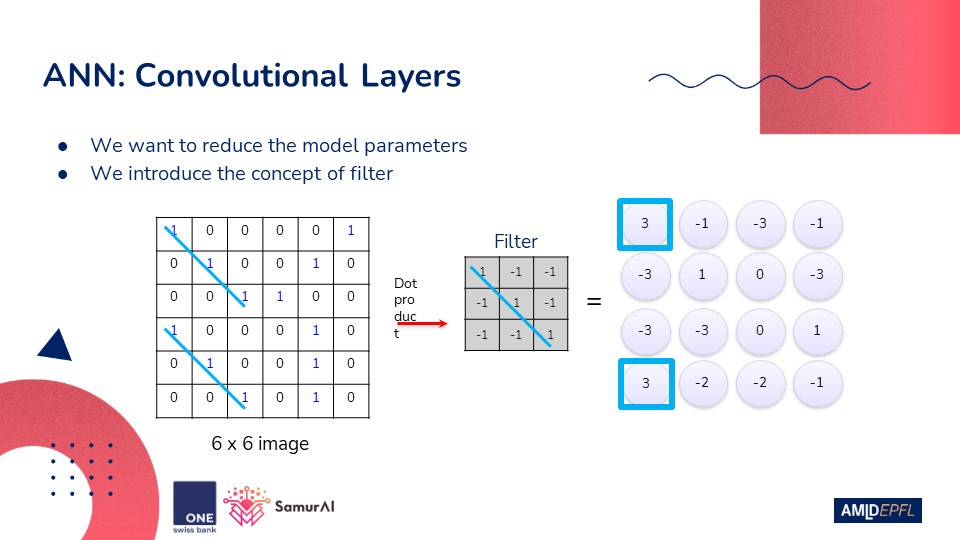 ANN: Convolutional Layers
● We want to reduce the model parameters
● We introduce the concept of filter
1 0 0 0 0 1
0 1 0 0 1 0
0 0 1 1 0 0
1 0 0 0 1 0
0 1 0 0 1 0
0 0 1 0 1 0
6 x 6 image
Dot
pro
duc
t
Filter
1 -1 -1
-1 1 -1
-1 -1 1
=
3 -1 -3 -1
-3 1 0 -3
-3 -3 0 1
3 -2 -2 -1
ONE
swiss bank
SamurAI
AMLDEPFL